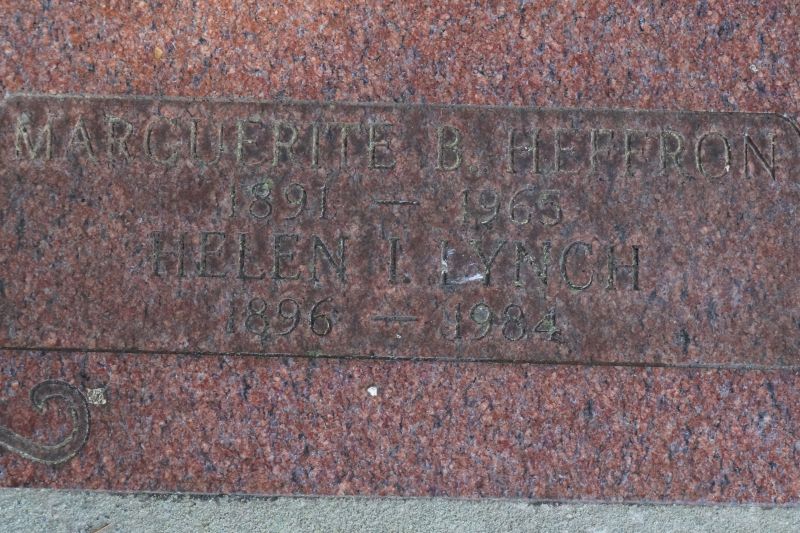 MARGUERITE B. HEFFRON
1891 — 1965
HELEN I. LYNCH
1896 — 1984